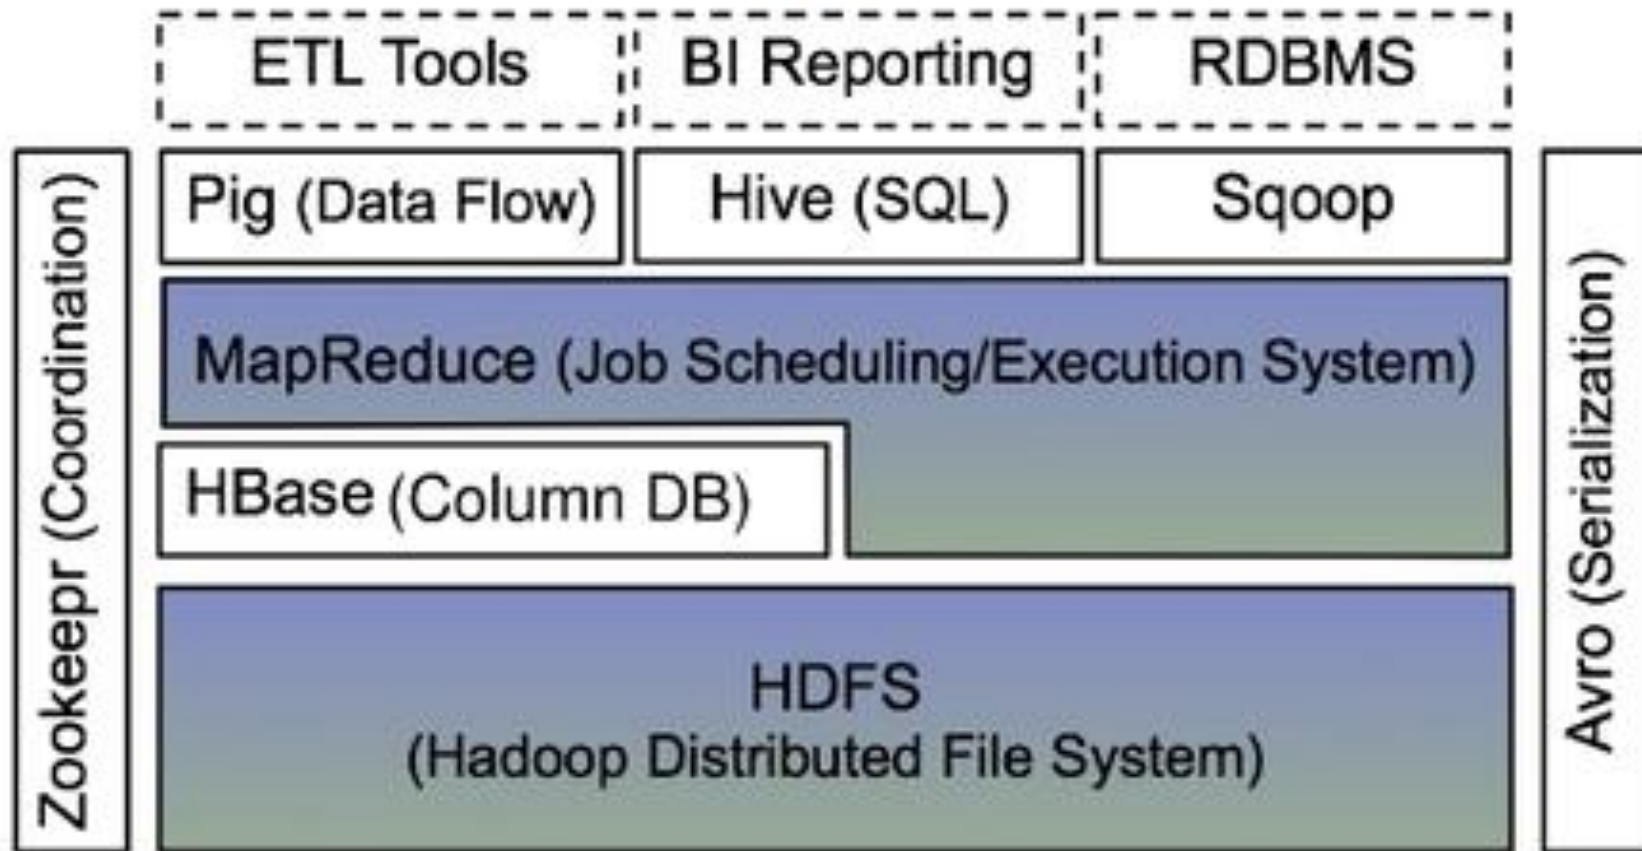 ETL Tools
BI Reporting
RDBMS
Zookeepr (Coordination)
Pig (Data Flow)
Hive (SQL)
Sqoop
Avro (Serialization)
MapReduce (Job Scheduling/Execution System)
HBase (Column DB)
HDFS
(Hadoop Distributed File System)